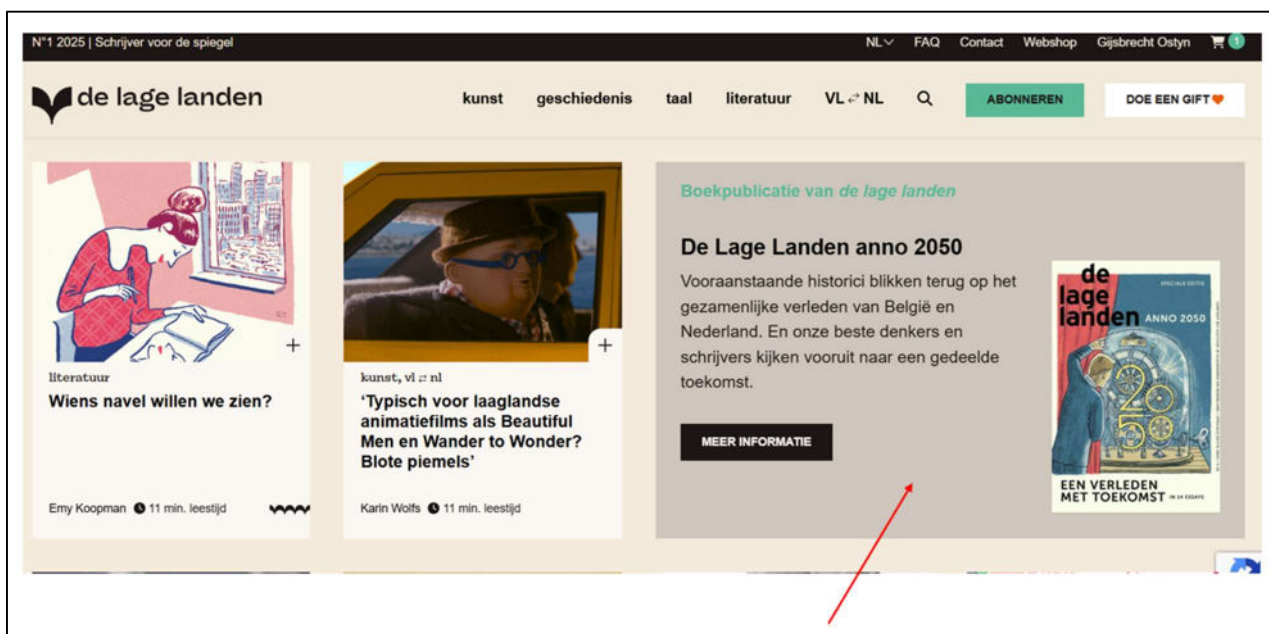 N°1 2025 | Schrijver voor de spiegel
NL FAQ Contact Webshop Gijsbrecht Ostyn 1
de lage landen
kunst geschiedenis taal literatuur VL ⇄ NL ABONNEREN DOE EEN GIFT
literatuur
Wiens navel willen we zien?
Emy Koopman 11 min. leestijd
kunst, vl ⇄ nl
‘Typisch voor laaglandse
animatiefilms als Beautiful
Men en Wander to Wonder?
Blote piemels’
Karin Wolfs 11 min. leestijd
Boekpublicatie van de lage landen
De Lage Landen anno 2050
Vooraanstaande historici blikken terug op het
gezamenlijke verleden van België en
Nederland. En onze beste denkers en
schrijvers kijken vooruit naar een gedeelde
toekomst.
MEER INFORMATIE
de
lage
landen
SPECIALE EDITIE
ANNO 2050
2050
EEN VERLEDEN
MET TOEKOMST IN 14 ESSAYS